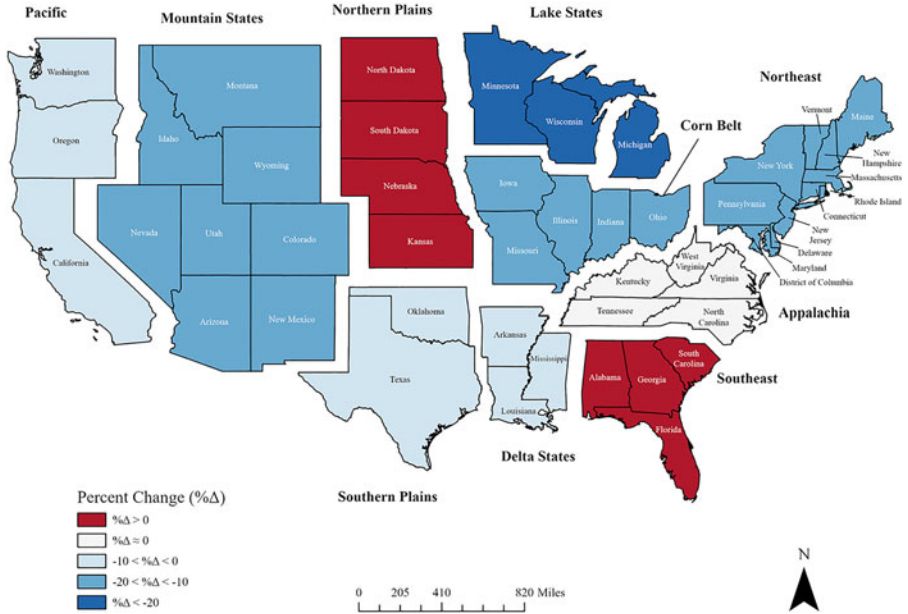 Pacific
Mountain States
Northern Plains
Lake States
Northeast
Corn Belt
Appalachia
Southeast
Delta States
Southern Plains
Washington
Oregon
California
Montana
Idaho
Wyoming
Nevada
Utah
Colorado
Arizona
New Mexico
North Dakota
South Dakota
Nebraska
Kansas
Oklahoma
Texas
Minnesota
Wisconsin
Michigan
Iowa
Missouri
Illinois
Indiana
Ohio
Arkansas
Mississippi
Louisiana
Kentucky
West
Virginia
Virginia
Tennessee
North
Carolina
Alabama
Georgia
South
Carolina
Florida
Vermont
Maine
New York
New
Hampshire
Massachusetts
Rhode Island
Connecticut
Pennsylvania
New
Jersey
Delaware
Maryland
District of Columbia
Percent Change (%Δ)
%Δ > 0
%Δ ≈ 0
-10 < %Δ < 0
-20 < %Δ < -10
%Δ < -20
0 205 410 820 Miles
N